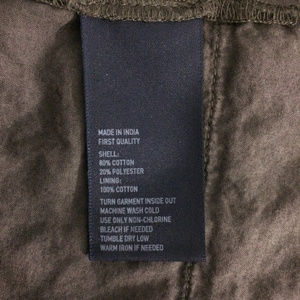 MADE IN INDIA
FIRST QUALITY
SHELL:
80% COTTON
20% POLYESTER
LINING:
100% COTTON
TURN GARMENT INSIDE OUT
MACHINE WASH COLD
USE ONLY NON-CHLORINE
BLEACH IF NEEDED
TUMBLE DRY LOW
WARM IRON IF NEEDED